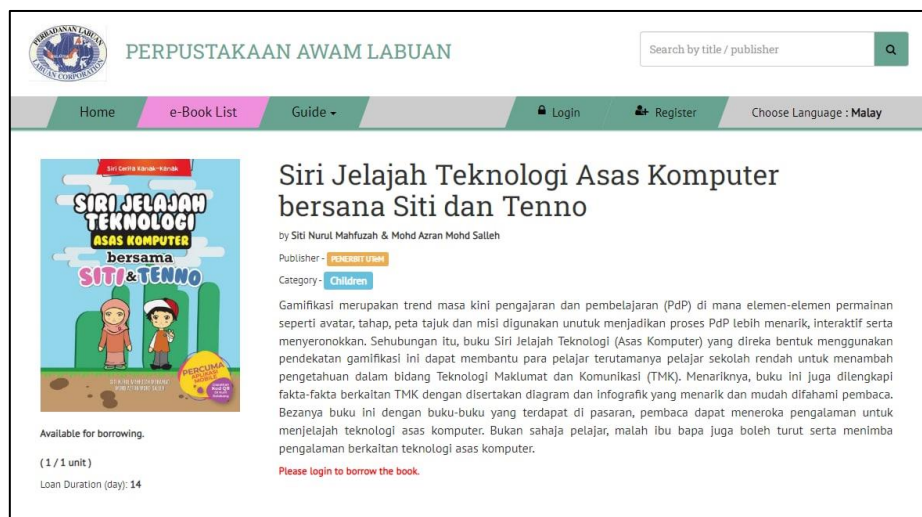 PERBADANAN LABUAN
LABUAN CORPORATION
PERPUSTAKAAN AWAM LABUAN
Search by title / publisher
Home
e-Book List
Guide
Login
Register
Choose Language : Malay
Siri Cerita Kanak-Kanak
SIRI JELAJAH
TEKNOLOGI
ASAS KOMPUTER
bersama
SITI & TENNO
PERCUMA
APLIKASI
MOBILE
Available for borrowing.
( 1 / 1 unit )
Loan Duration (day): 14
Siri Jelajah Teknologi Asas Komputer
bersana Siti dan Tenno
by Siti Nurul Mahfuzah & Mohd Azran Mohd Salleh
Publisher - PENERBIT UTeM
Category - Children
Gamifikasi merupakan trend masa kini pengajaran dan pembelajaran (PdP) di mana elemen-elemen permainan
seperti avatar, tahap, peta tajuk dan misi digunakan unutuk menjadikan proses PdP lebih menarik, interaktif serta
menyeronokkan. Sehubungan itu, buku Siri Jelajah Teknologi (Asas Komputer) yang direka bentuk menggunakan
pendekatan gamifikasi ini dapat membantu para pelajar terutamanya pelajar sekolah rendah untuk menambah
pengetahuan dalam bidang Teknologi Maklumat dan Komunikasi (TMK). Menariknya, buku ini juga dilengkapi
fakta-fakta berkaitan TMK dengan disertakan diagram dan infografik yang menarik dan mudah difahami pembaca.
Bezanya buku ini dengan buku-buku yang terdapat di pasaran, pembaca dapat meneroka pengalaman untuk
menjelajah teknologi asas komputer. Bukan sahaja pelajar, malah ibu bapa juga boleh turut serta menimba
pengalaman berkaitan teknologi asas komputer.
Please login to borrow the book.